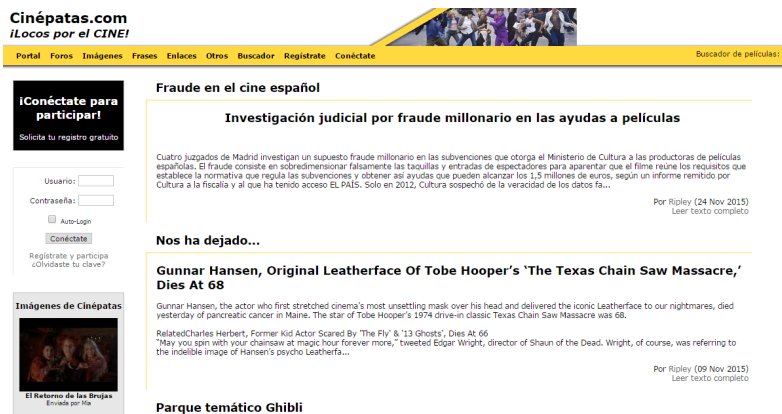 Cinépatas.com
¡Locos por el CINE!
Portal Foros Imágenes Frases Enlaces Otros Buscador Regístrate Conéctate
Buscador de películas:
¡Conéctate para
participar!
Solicita tu registro gratuito
Usuario:
Contraseña:
Auto-Login
Conéctate
Regístrate y participa
¿Olvidaste tu clave?
Imágenes de Cinépatas
El Retorno de las Brujas
Enviada por Mia
Fraude en el cine español
Investigación judicial por fraude millonario en las ayudas a películas
Cuatro juzgados de Madrid investigan un supuesto fraude millonario en las subvenciones que otorga el Ministerio de Cultura a las productoras de películas
españolas. El fraude consiste en sobredimensionar falsamente las taquillas y entradas de espectadores para aparentar que el filme reúne los requisitos que
establece la normativa que regula las subvenciones y obtener así ayudas que pueden alcanzar los 1,5 millones de euros, según un informe remitido por
Cultura a la fiscalía y al que ha tenido acceso EL PAÍS. Solo en 2012, Cultura sospechó de la veracidad de los datos fa...
Por Ripley (24 Nov 2015)
Leer texto completo
Nos ha dejado...
Gunnar Hansen, Original Leatherface Of Tobe Hooper’s ‘The Texas Chain Saw Massacre,’
Dies At 68
Gunnar Hansen, the actor who first stretched cinema's most unsettling mask over his head and delivered the iconic Leatherface to our nightmares, died
yesterday of pancreatic cancer in Maine. The star of Tobe Hooper's 1974 drive-in classic Texas Chain Saw Massacre was 68.
RelatedCharles Herbert, Former Kid Actor Scared By 'The Fly' & '13 Ghosts', Dies At 66
"May you spin with your chainsaw at magic hour forever more," tweeted Edgar Wright, director of Shaun of the Dead. Wright, of course, was referring to
the indelible image of Hansen's psycho Leatherfa...
Por Ripley (09 Nov 2015)
Leer texto completo
Parque temático Ghibli